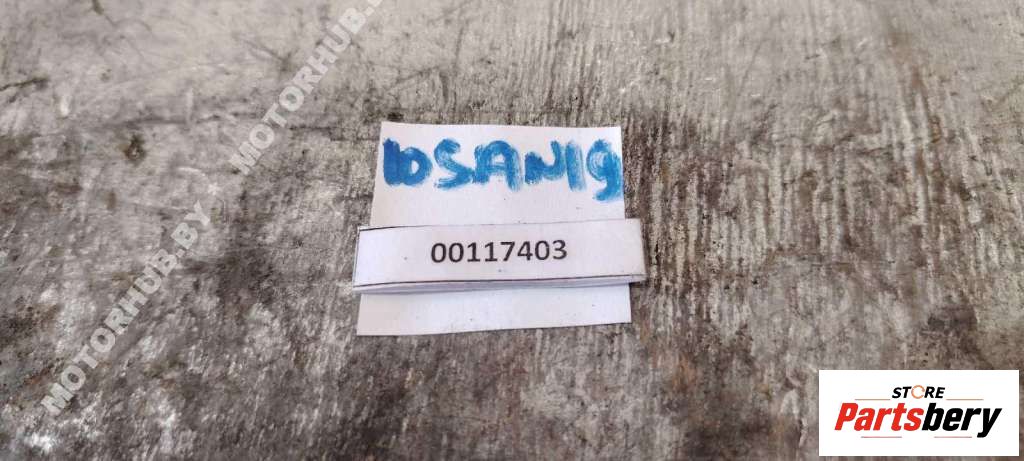 MOTORHUB.BY
MOTORHUB.BY
10SAN19
00117403
STORE
Partsbery